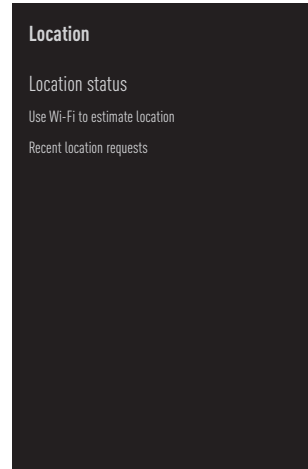 Location
Location status
Use Wi-Fi to estimate location
Recent location requests